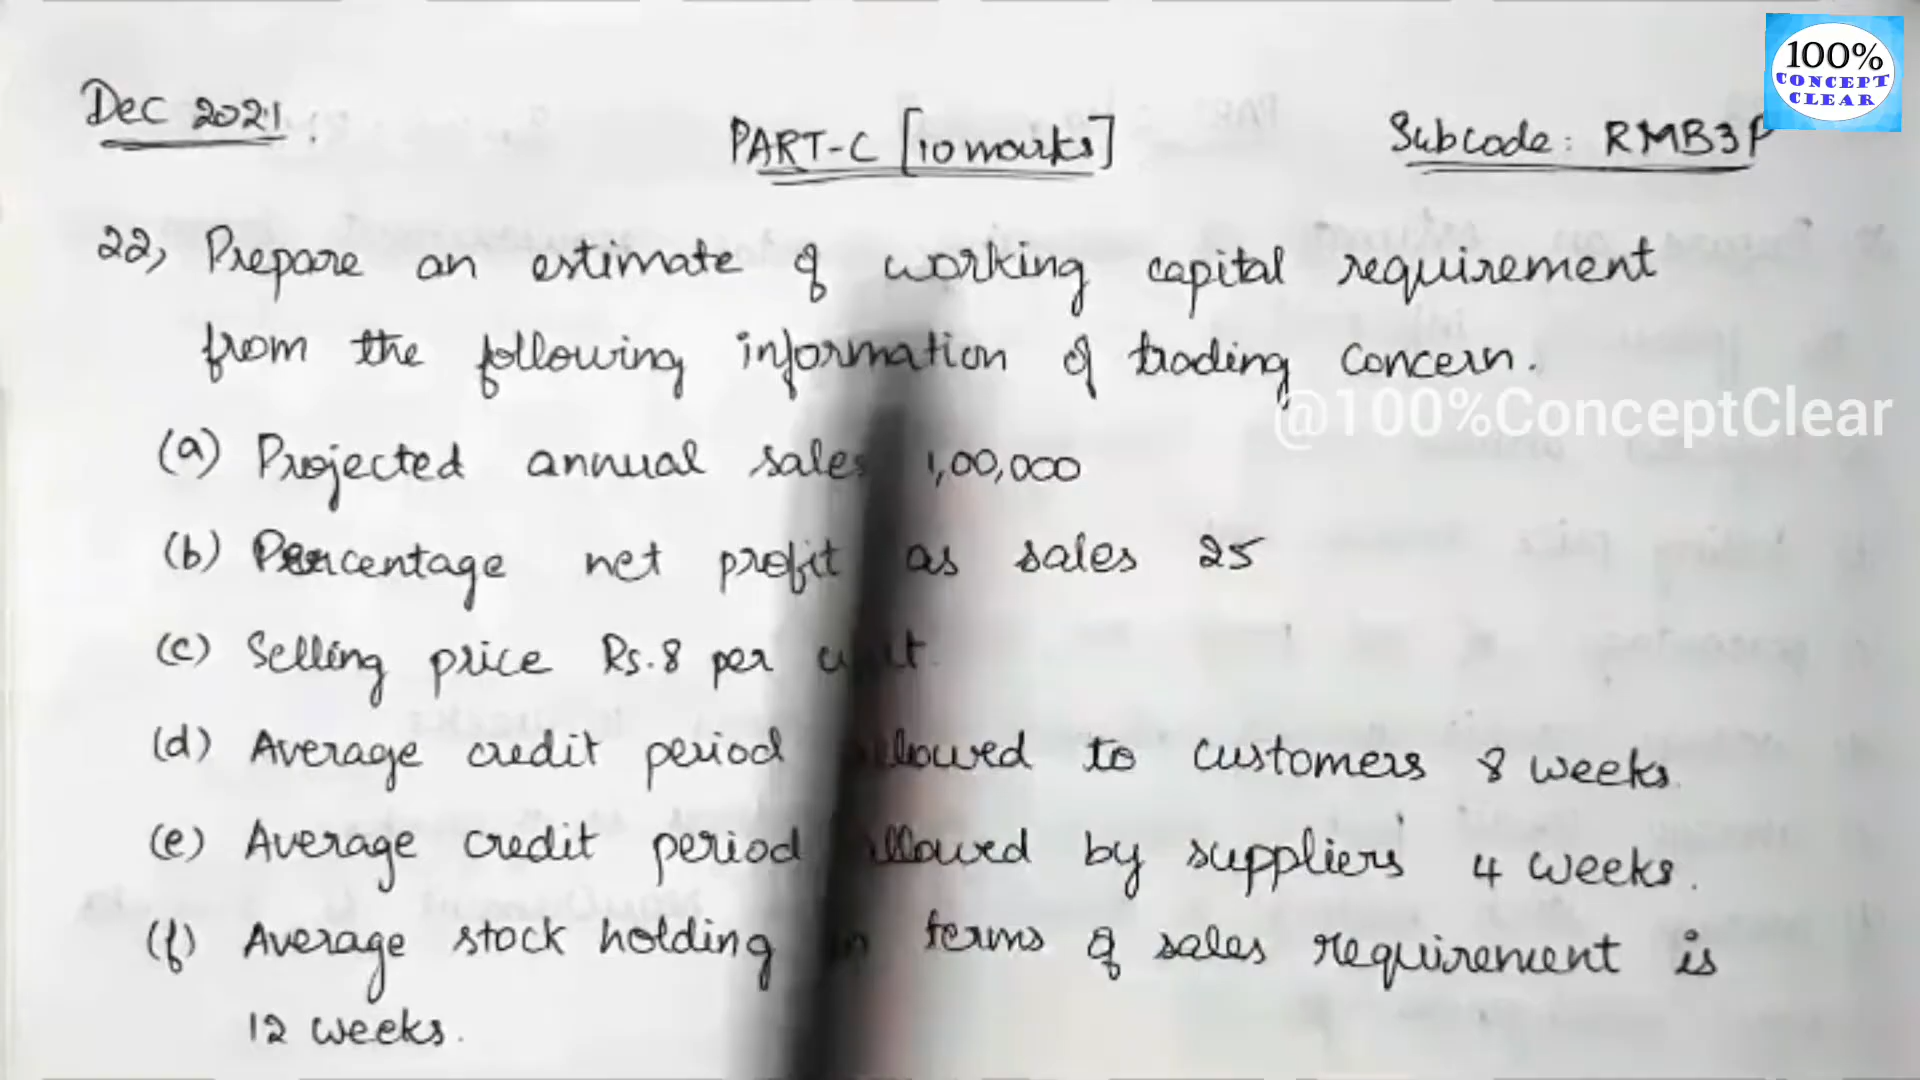 Dec 2021.
PART-C [10 marks]
Subcode: RMB3P
100%
CONCEPT
CLEAR
22, Prepare an estimate of working capital requirement
from the following information of trading concern.
@100%ConceptClear
(a) Projected annual sales 1,00,000
(b) Percentage net profit as sales 25
(c) Selling price Rs.8 per unit.
(d) Average credit period allowed to customers 8 weeks.
(e) Average credit period allowed by suppliers' 4 weeks.
(f) Average stock holding in terms of sales requirement is
12 weeks.